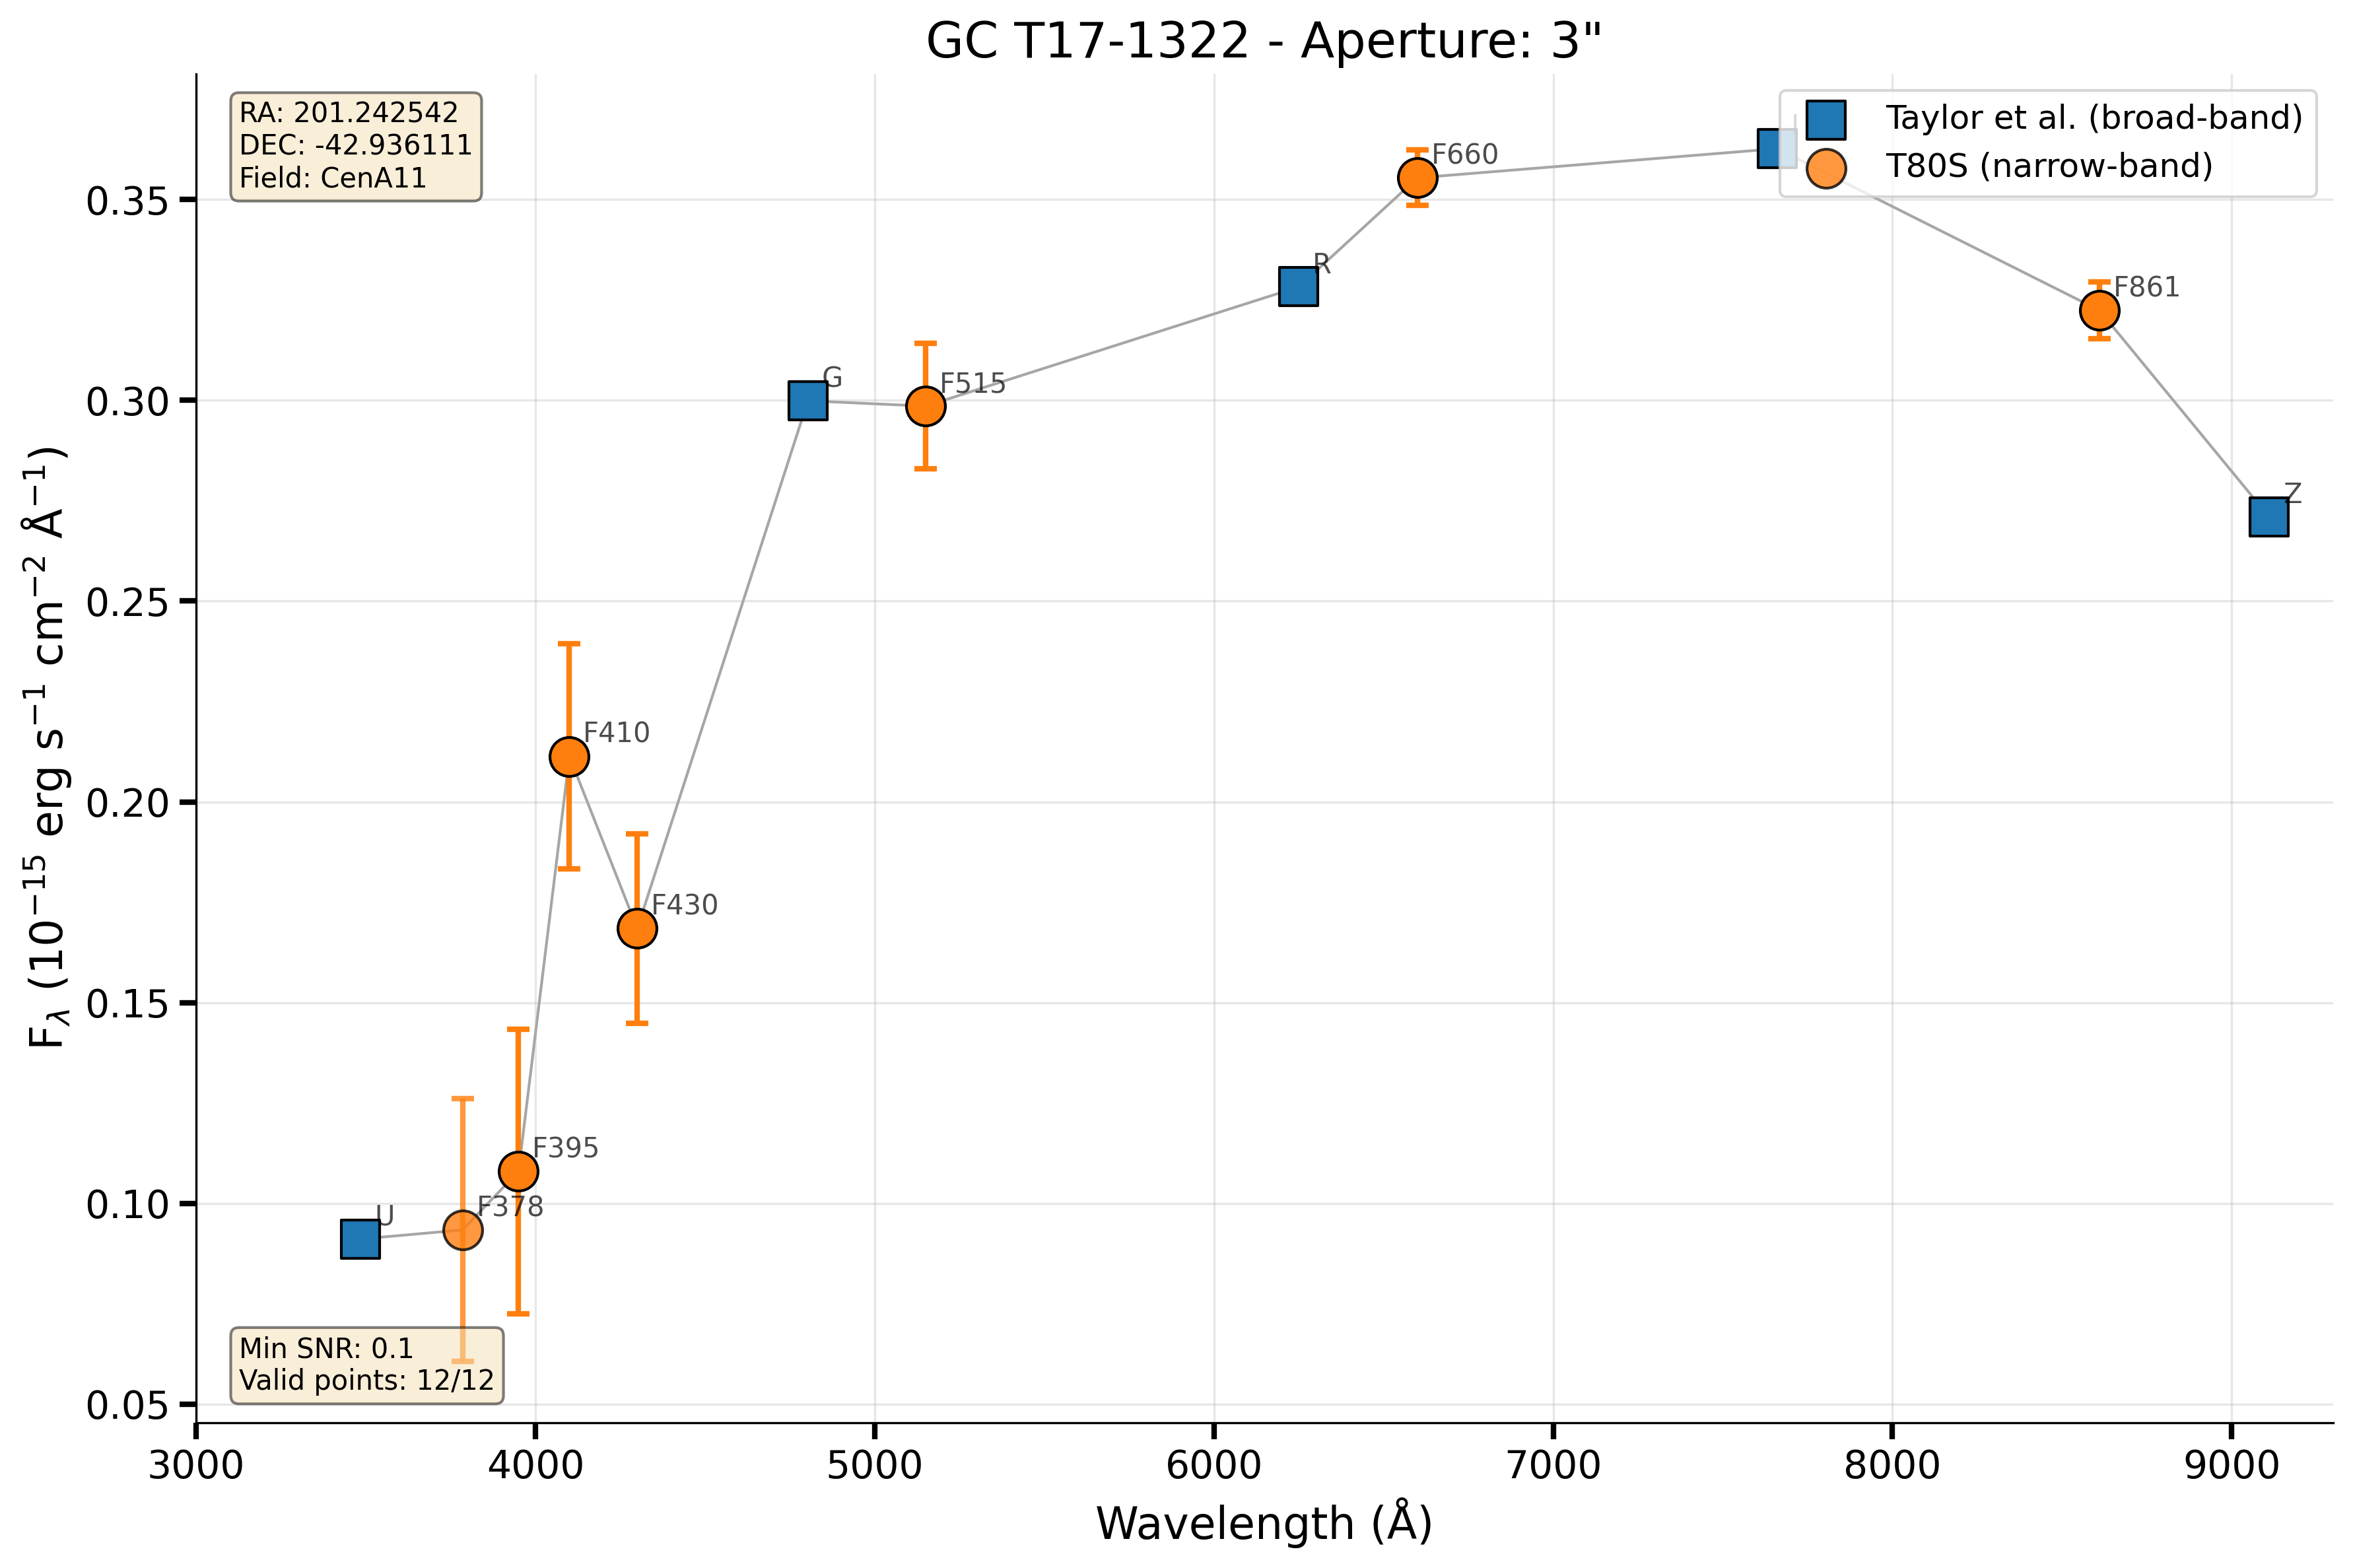 GC T17-1322 - Aperture: 3"
RA: 201.242542
DEC: -42.936111
Field: CenA11
Taylor et al. (broad-band)
T80S (narrow-band)
F660
R
F861
G
F515
Z
F410
F430
F395
F378
U
Min SNR: 0.1
Valid points: 12/12
0.35
0.30
0.25
0.20
0.15
0.10
0.05
3000 4000 5000 6000 7000 8000 9000
Wavelength (Å)
F_λ (10⁻¹⁵ erg s⁻¹ cm⁻² Å⁻¹)